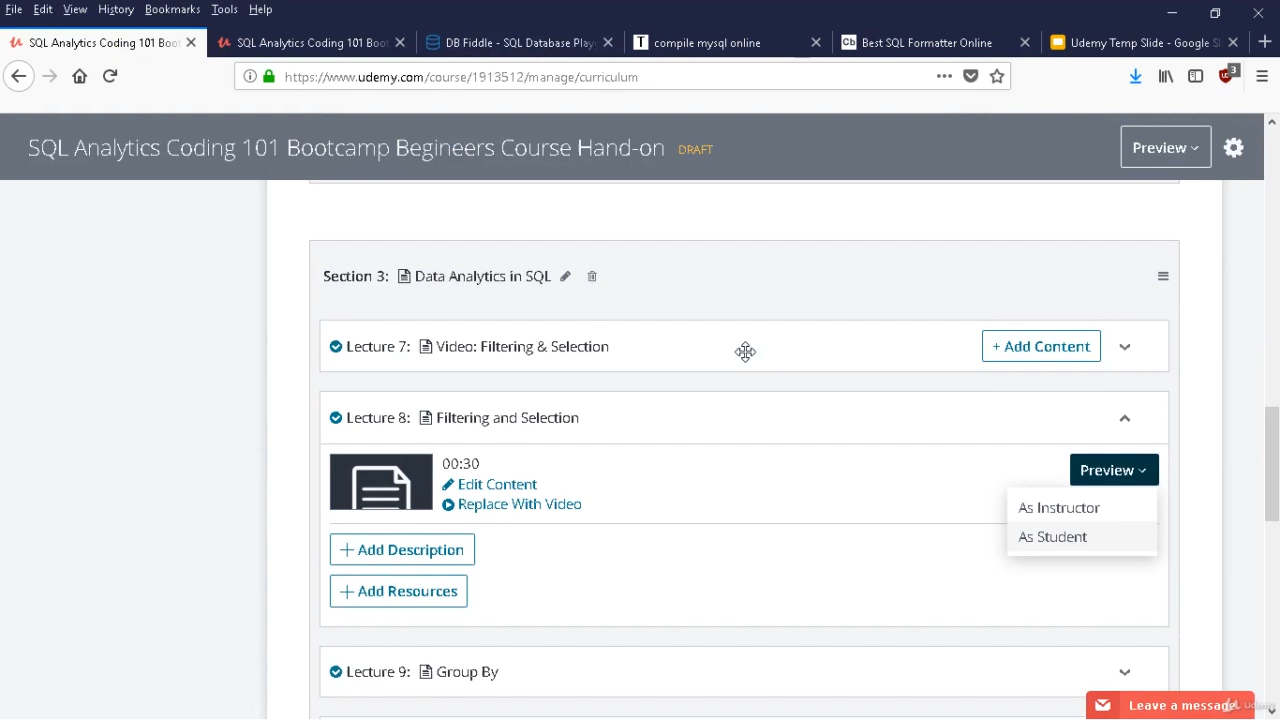 File Edit View History Bookmarks Tools Help
SQL Analytics Coding 101 Boot SQL Analytics Coding 101 Boot DB Fiddle - SQL Database Play compile mysql online Best SQL Formatter Online Udemy Temp Slide - Google S
https://www.udemy.com/course/1913512/manage/curriculum
3
SQL Analytics Coding 101 Bootcamp Begineers Course Hand-on DRAFT Preview
Section 3: Data Analytics in SQL
Lecture 7: Video: Filtering & Selection + Add Content
Lecture 8: Filtering and Selection
00:30
Edit Content
Preview
Replace With Video
As Instructor
As Student
+ Add Description
+ Add Resources
Lecture 9: Group By
Leave a message
Udemy